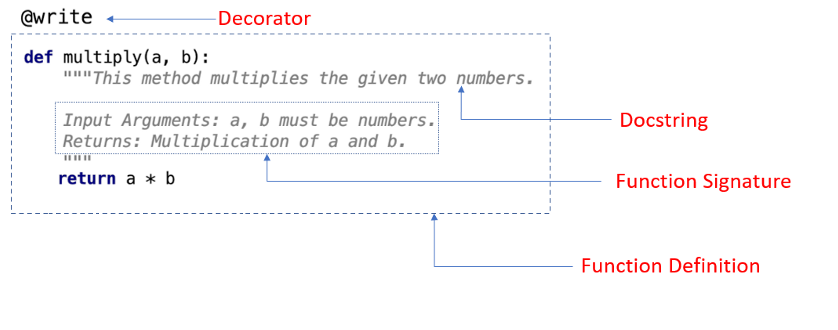 @write Decorator
def multiply(a, b):
"""This method multiplies the given two numbers.
Input Arguments: a, b must be numbers.
Docstring
Returns: Multiplication of a and b.
"""
return a * b
Function Signature
Function Definition